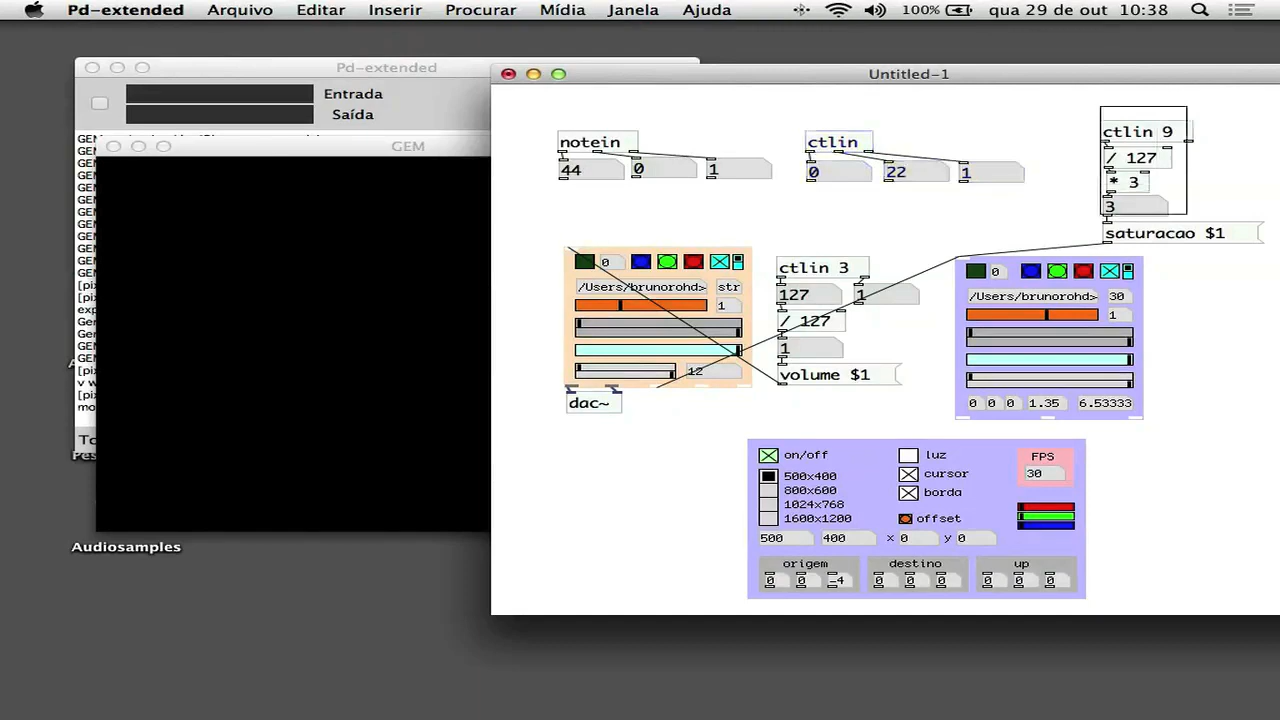 Pd-extended Arquivo Editar Inserir Procurar Mídia Janela Ajuda 100% qua 29 de out 10:38
Pd-extended
Entrada
Saída
GEM
Untitled-1
notein
44 0 1
ctlin
0 22 1
ctlin 9
/ 127
* 3
3
saturacao $1
0
/Users/brunorohd> str
1
12
dac~
ctlin 3
127 1
/ 127
1
volume $1
0
/Users/brunorohd> 30
1
0 0 0 1.35 6.53333
on/off
500x400
800x600
1024x768
1600x1200
luz
cursor
borda
offset
FPS
30
500 400 x 0 y 0
origem destino up
0 0 -4 0 0 0 0 0 0
Audiosamples